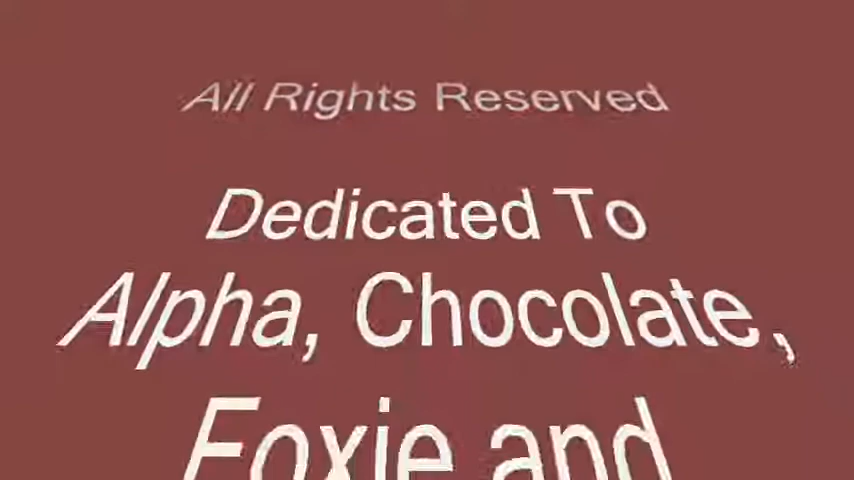 All Rights Reserved
Dedicated To
Alpha, Chocolate,
Foxie and